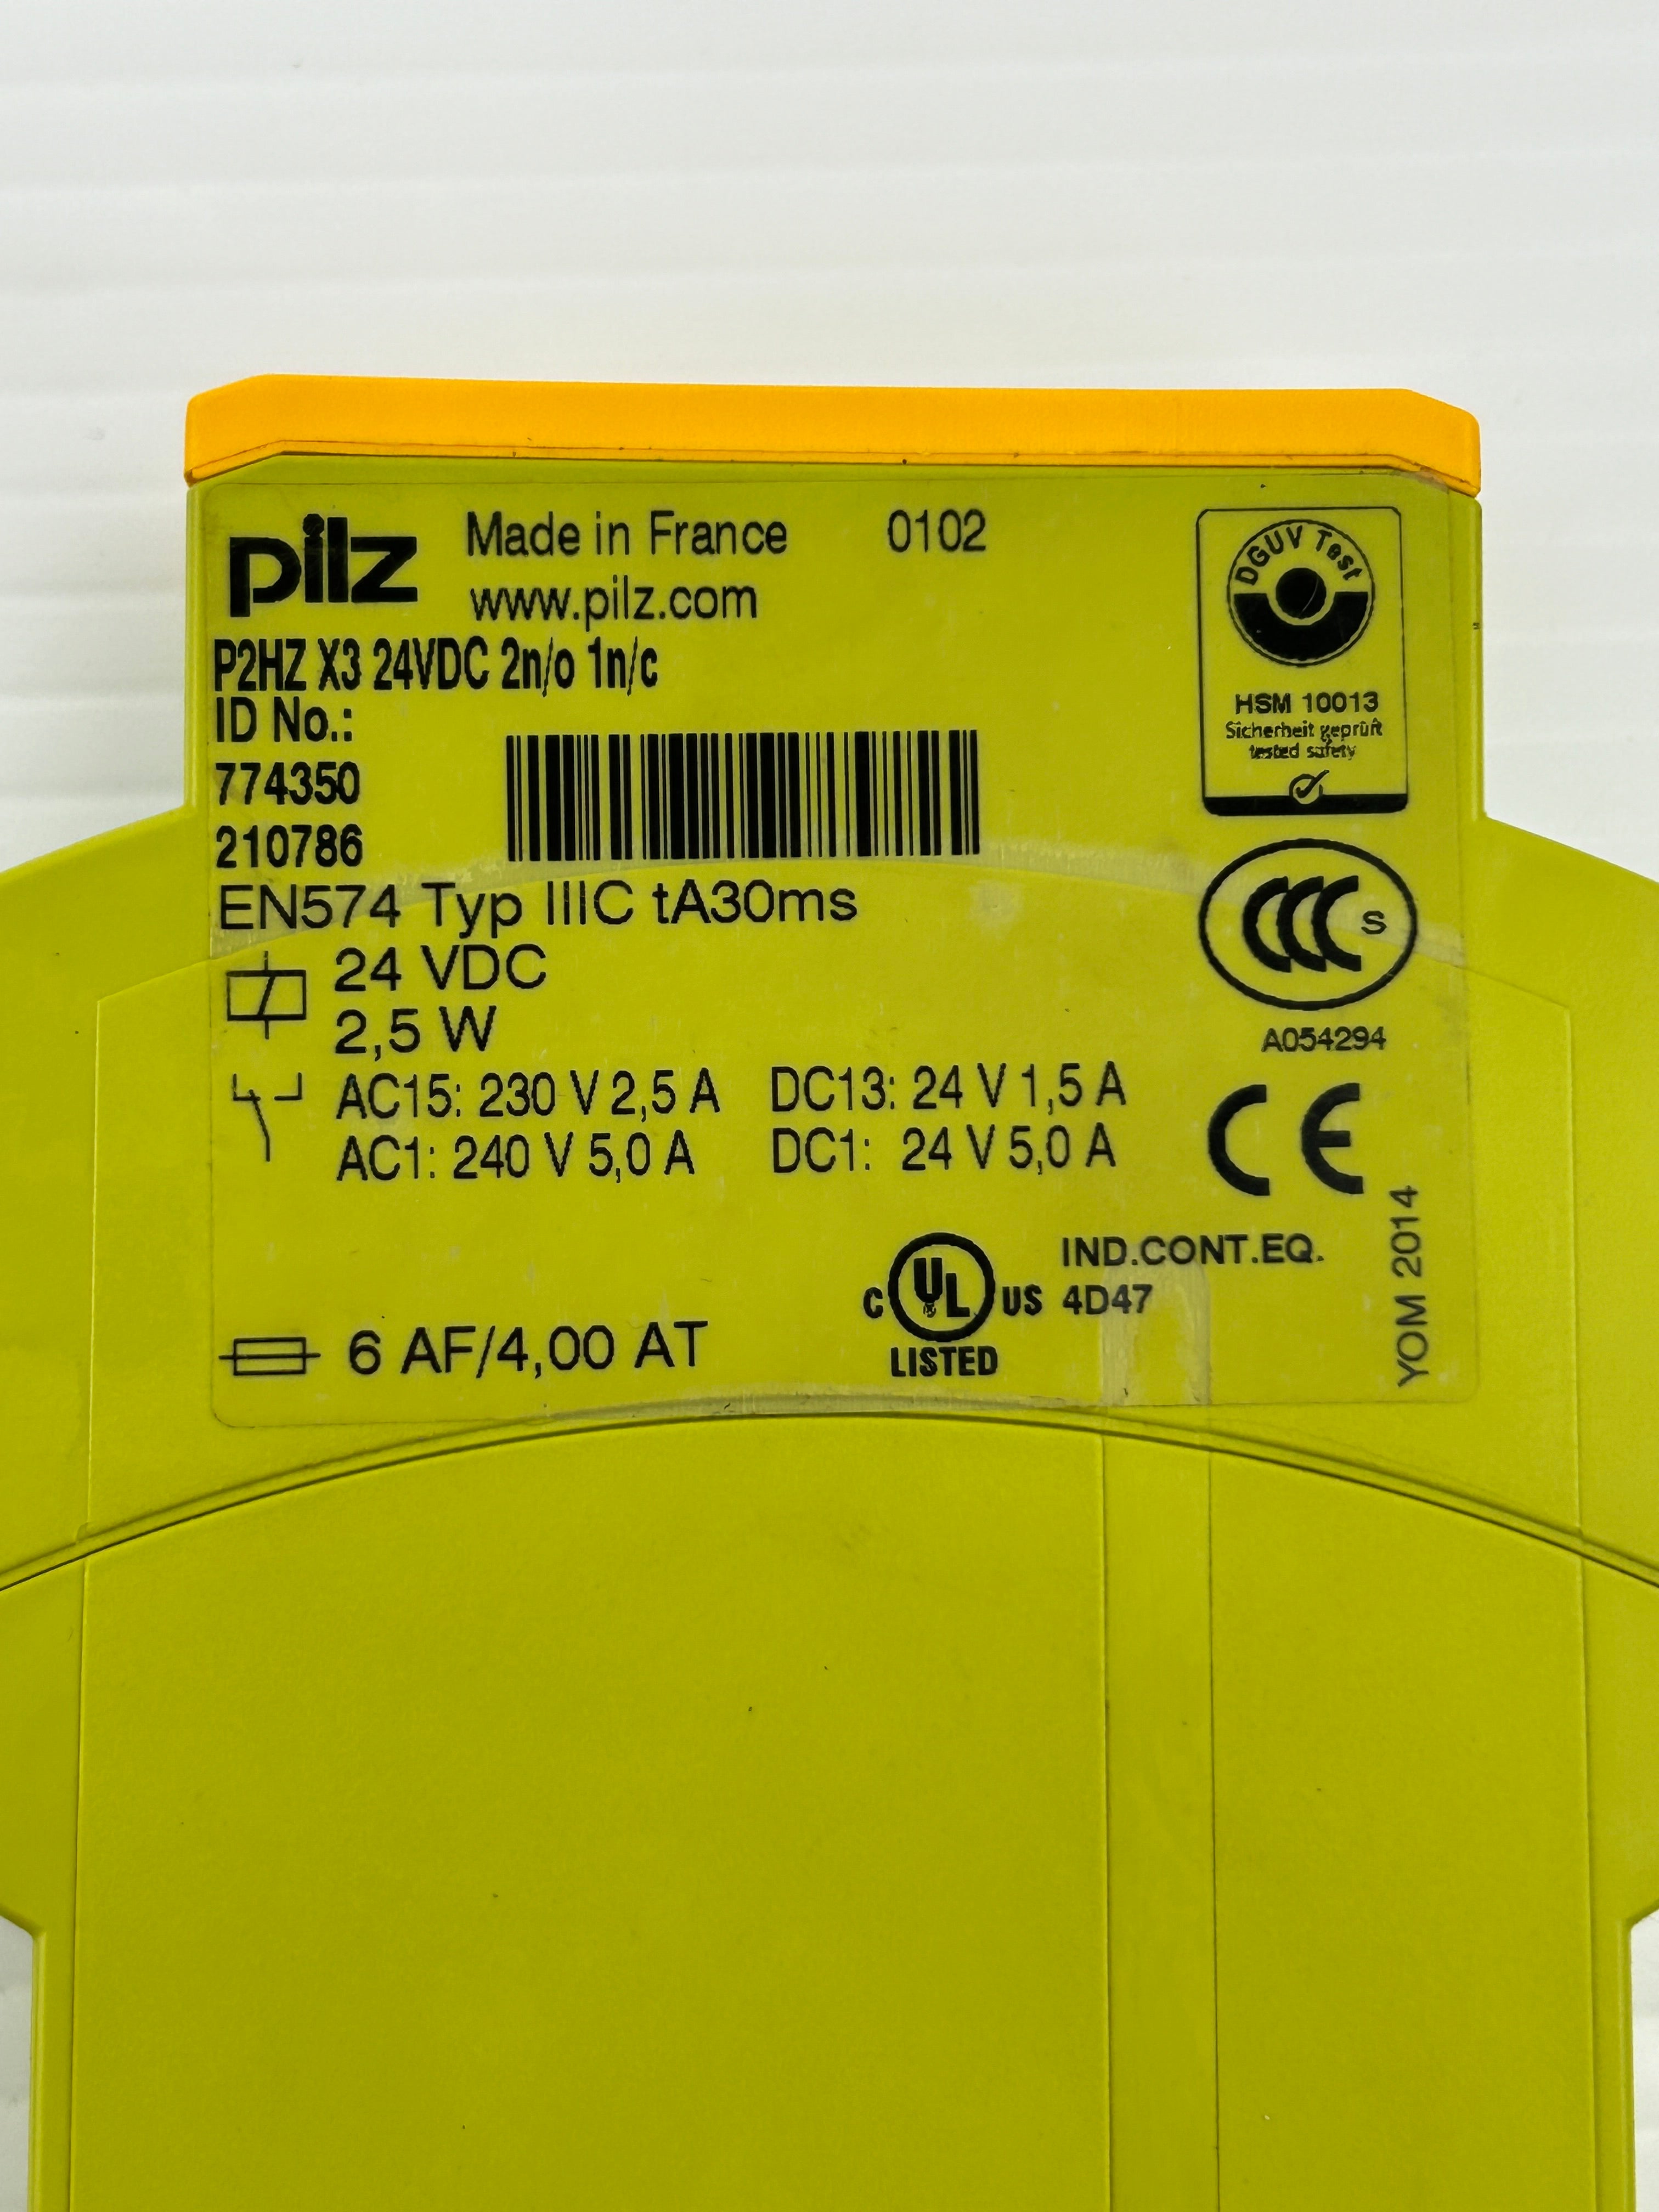 pilz Made in France 0102
www.pilz.com
P2HZ X3 24VDC 2n/o 1n/c
ID No.:
774350
210786
EN574 Typ IIIC tA30ms
24 VDC
2,5 W
AC15: 230 V 2,5 A DC13: 24 V 1,5 A
AC1: 240 V 5,0 A DC1: 24 V 5,0 A
6 AF/4,00 AT
DGUV Test
HSM 10013
Sicherheit geprüft
tested safety
CCC S
A054294
CE
YOM 2014
C UL US
LISTED
IND.CONT.EQ.
4D47